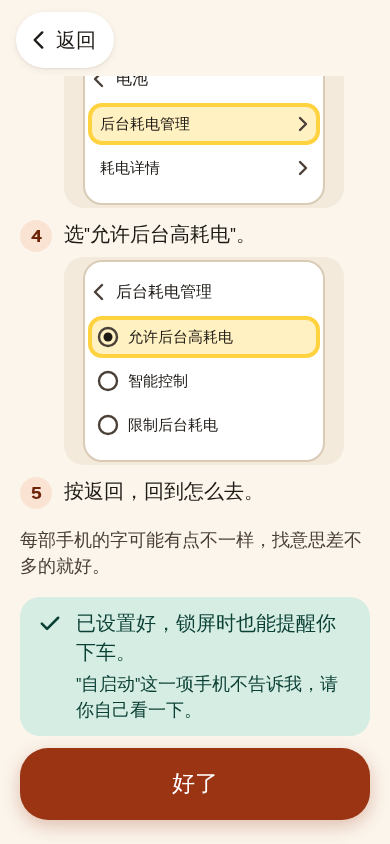 返回
电池
后台耗电管理
耗电详情
4 选"允许后台高耗电"。
后台耗电管理
允许后台高耗电
智能控制
限制后台耗电
5 按返回，回到怎么去。
每部手机的字可能有点不一样，找意思差不
多的就好。
已设置好，锁屏时也能提醒你
下车。
"自启动"这一项手机不告诉我，请
你自己看一下。
好了